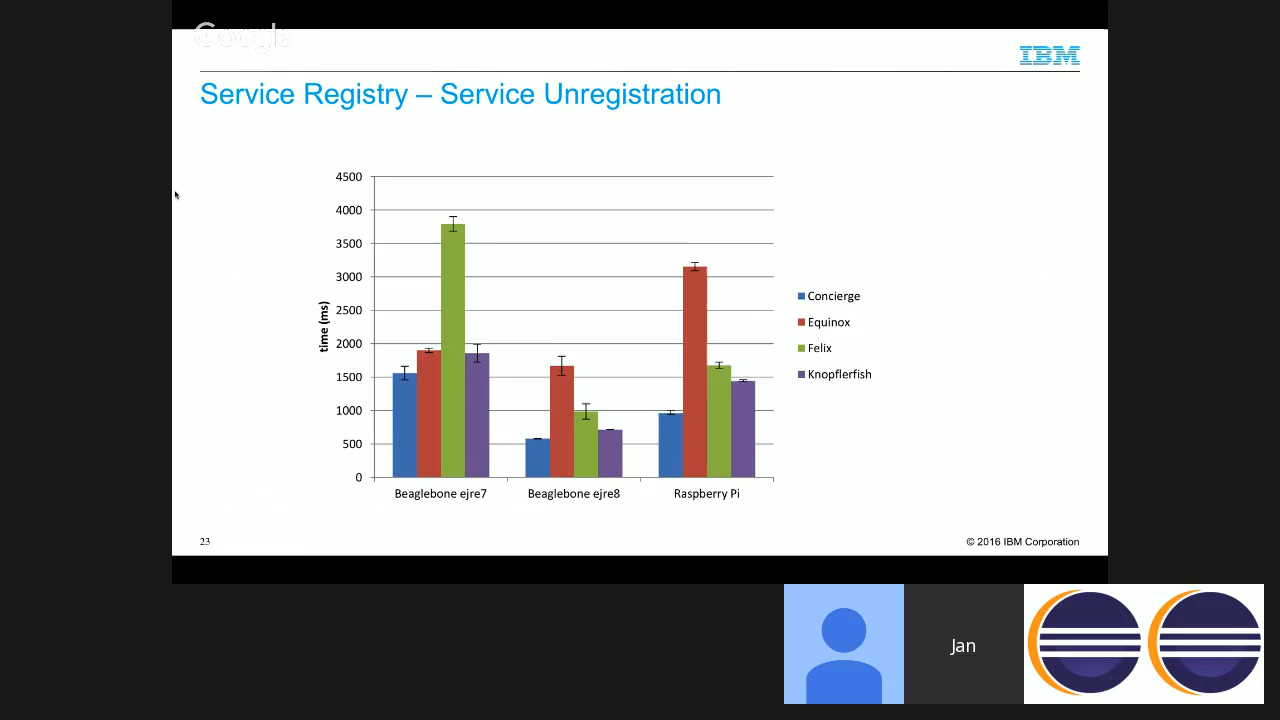 Google
IBM
Service Registry – Service Unregistration
4500
4000
3500
3000
2500
2000
1500
1000
500
0
time (ms)
Beaglebone ejre7
Beaglebone ejre8
Raspberry Pi
Concierge
Equinox
Felix
Knopflerfish
23
© 2016 IBM Corporation
Jan